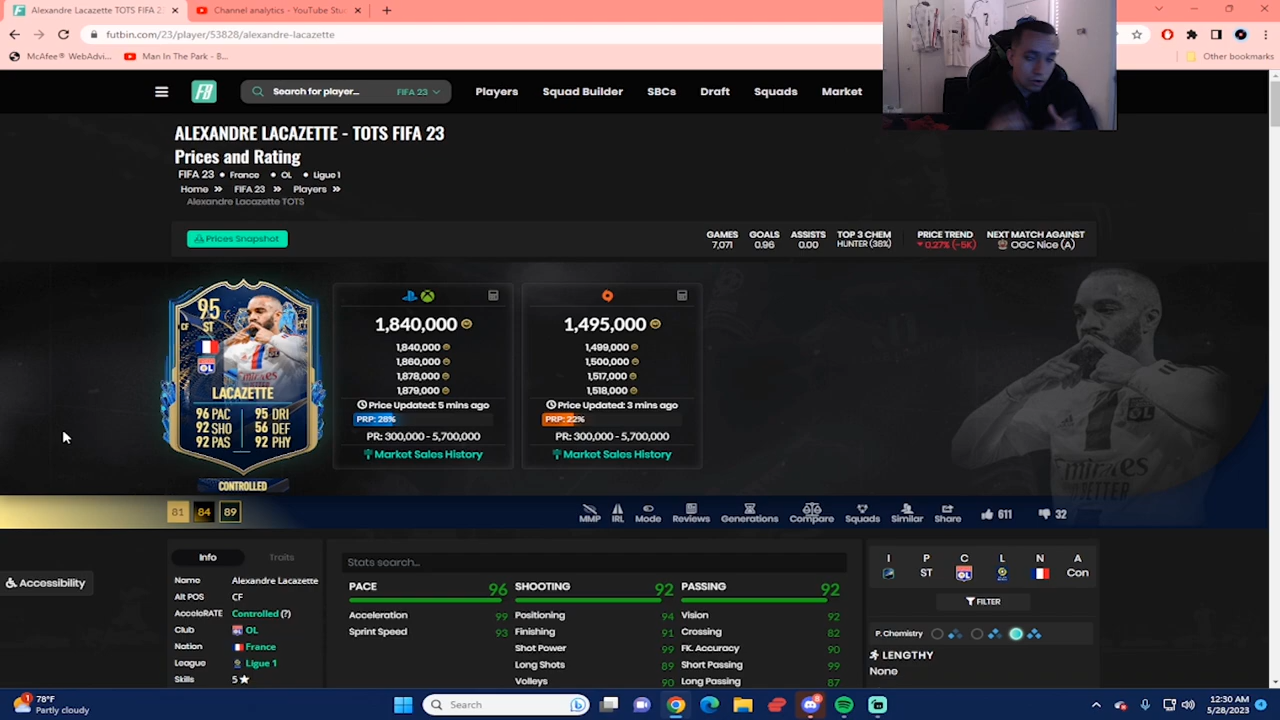 Alexandre Lacazette TOTS FIFA 2
Channel analytics - YouTube Stu
futbin.com/23/player/53828/alexandre-lacazette
McAfee® WebAdvi...
Man In The Park - B...
Other bookmarks
Search for player...
FIFA 23
Players
Squad Builder
SBCs
Draft
Squads
Market
ALEXANDRE LACAZETTE - TOTS FIFA 23
Prices and Rating
FIFA 23 • France • OL • Ligue 1
Home » FIFA 23 » Players »
Alexandre Lacazette TOTS
Prices Snapshot
GAMES
7,071
GOALS
0.96
ASSISTS
0.00
TOP 3 CHEM
HUNTER (36%)
PRICE TREND
0.27% (-5K)
NEXT MATCH AGAINST
OGC Nice (A)
95
CF
ST
OL
LACAZETTE
96 PAC 95 DRI
92 SHO 56 DEF
92 PAS 92 PHY
CONTROLLED
1,840,000
1,840,000
1,860,000
1,878,000
1,879,000
Price Updated: 5 mins ago
PRP: 28%
PR: 300,000 - 5,700,000
Market Sales History
1,495,000
1,499,000
1,500,000
1,517,000
1,518,000
Price Updated: 3 mins ago
PRP: 22%
PR: 300,000 - 5,700,000
Market Sales History
81
84
89
MMP
IRL
Mode
Reviews
Generations
Compare
Squads
Similar
Share
611
32
Accessibility
Info
Traits
Name Alexandre Lacazette
Alt POS CF
AcceleRATE Controlled (?)
Club OL
Nation France
League Ligue 1
Skills 5★
Stats search...
PACE 96
Acceleration 99
Sprint Speed 93
SHOOTING 92
Positioning 94
Finishing 91
Shot Power 99
Long Shots 89
Volleys 90
PASSING 92
Vision 92
Crossing 82
FK. Accuracy 90
Short Passing 99
Long Passing 87
I P C L N A
ST Con
FILTER
P. Chemistry
LENGTHY
None
1
78°F
Partly cloudy
Search
12:30 AM
5/28/2023